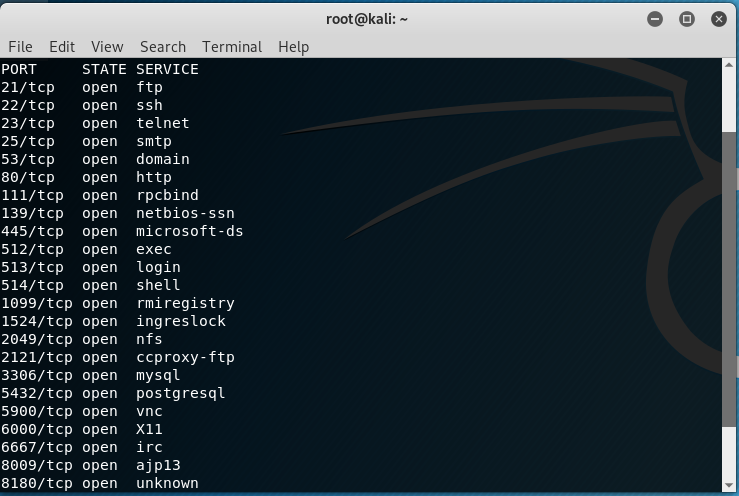 root@kali: ~
File Edit View Search Terminal Help
PORT STATE SERVICE
21/tcp open ftp
22/tcp open ssh
23/tcp open telnet
25/tcp open smtp
53/tcp open domain
80/tcp open http
111/tcp open rpcbind
139/tcp open netbios-ssn
445/tcp open microsoft-ds
512/tcp open exec
513/tcp open login
514/tcp open shell
1099/tcp open rmiregistry
1524/tcp open ingreslock
2049/tcp open nfs
2121/tcp open ccproxy-ftp
3306/tcp open mysql
5432/tcp open postgresql
5900/tcp open vnc
6000/tcp open X11
6667/tcp open irc
8009/tcp open ajp13
8180/tcp open unknown